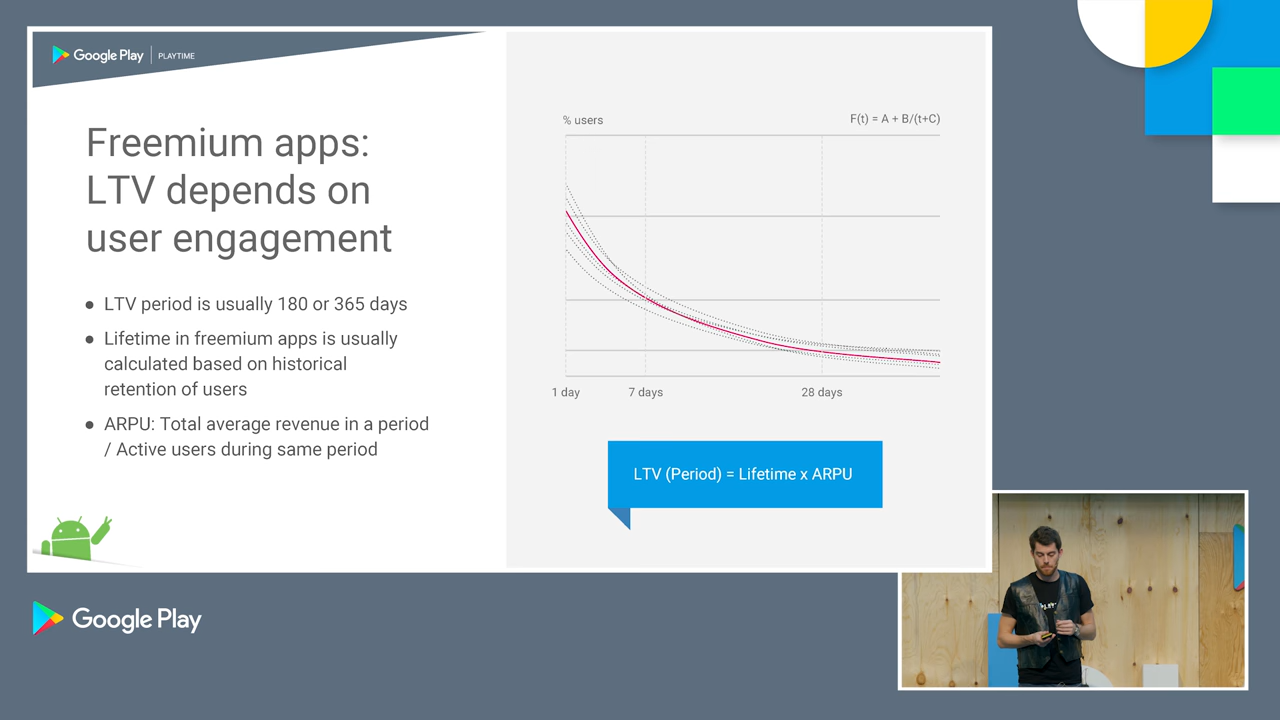 Google Play | PLAYTIME
Freemium apps:
LTV depends on
user engagement
● LTV period is usually 180 or 365 days
● Lifetime in freemium apps is usually
calculated based on historical
retention of users
● ARPU: Total average revenue in a period
/ Active users during same period
% users
F(t) = A + B/(t+C)
1 day
7 days
28 days
LTV (Period) = Lifetime x ARPU
Google Play